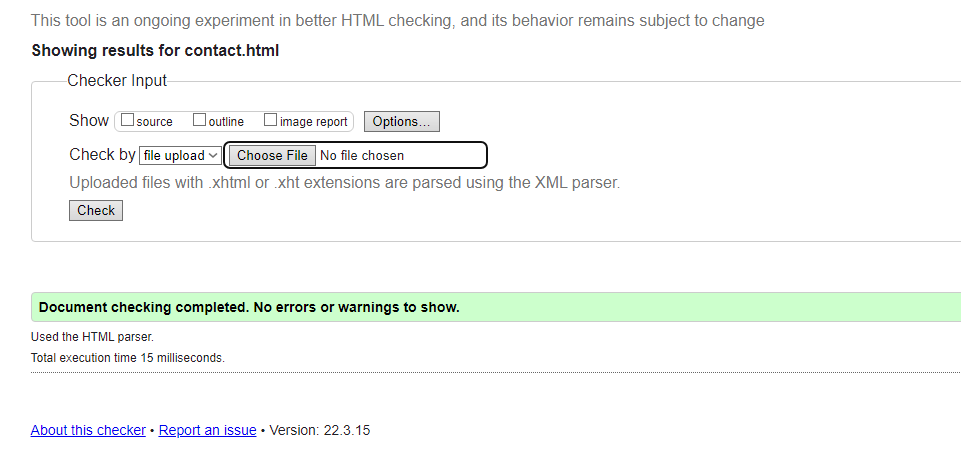 This tool is an ongoing experiment in better HTML checking, and its behavior remains subject to change
Showing results for contact.html
Checker Input
Show source outline image report Options...
Check by file upload Choose File No file chosen
Uploaded files with .xhtml or .xht extensions are parsed using the XML parser.
Check
Document checking completed. No errors or warnings to show.
Used the HTML parser.
Total execution time 15 milliseconds.
About this checker • Report an issue • Version: 22.3.15